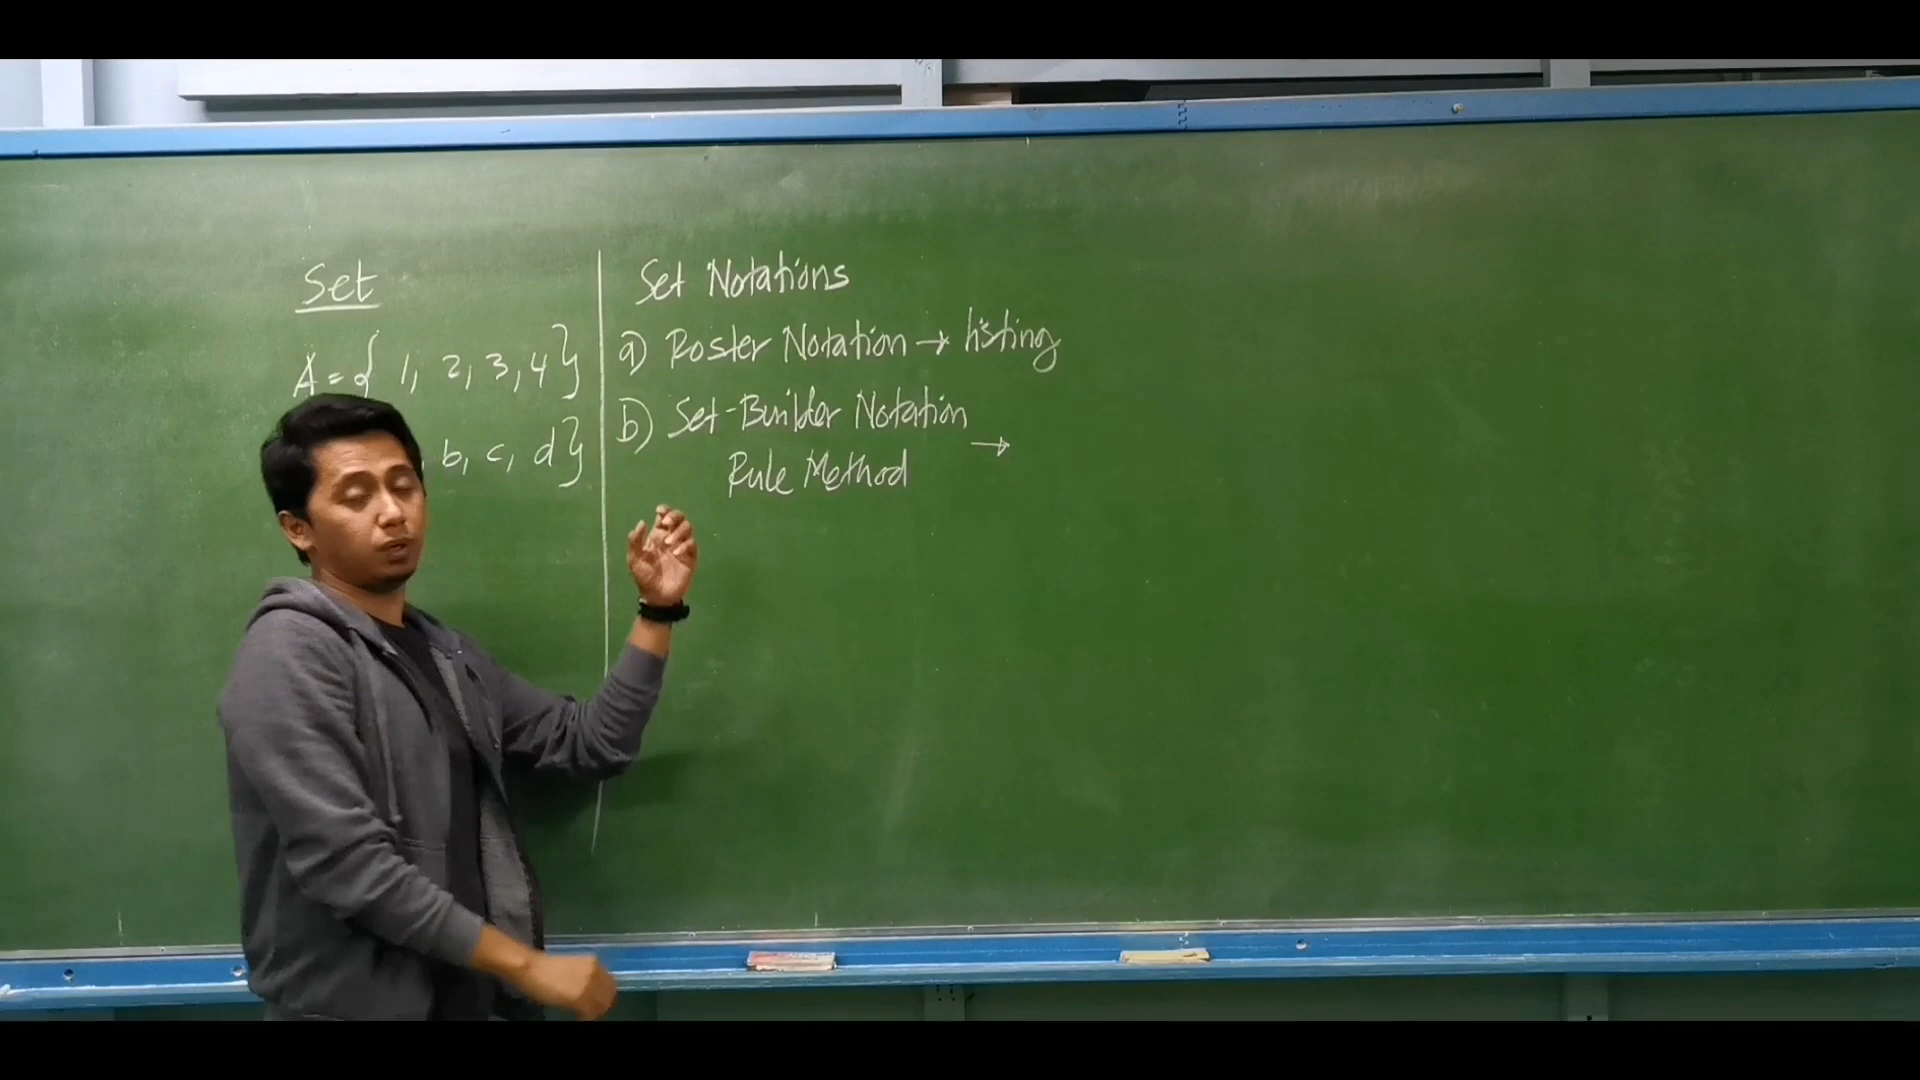 Set
A = { 1, 2, 3, 4 }
, b, c, d }
Set Notations
a) Roster Notation → listing
b) Set-Builder Notation →
Rule Method